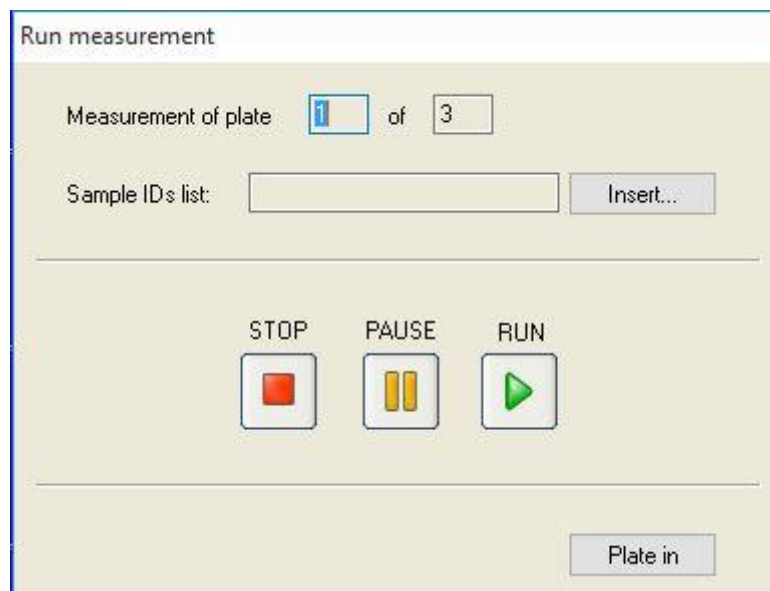 Run measurement
Measurement of plate 1 of 3
Sample IDs list: Insert...
STOP PAUSE RUN
Plate in